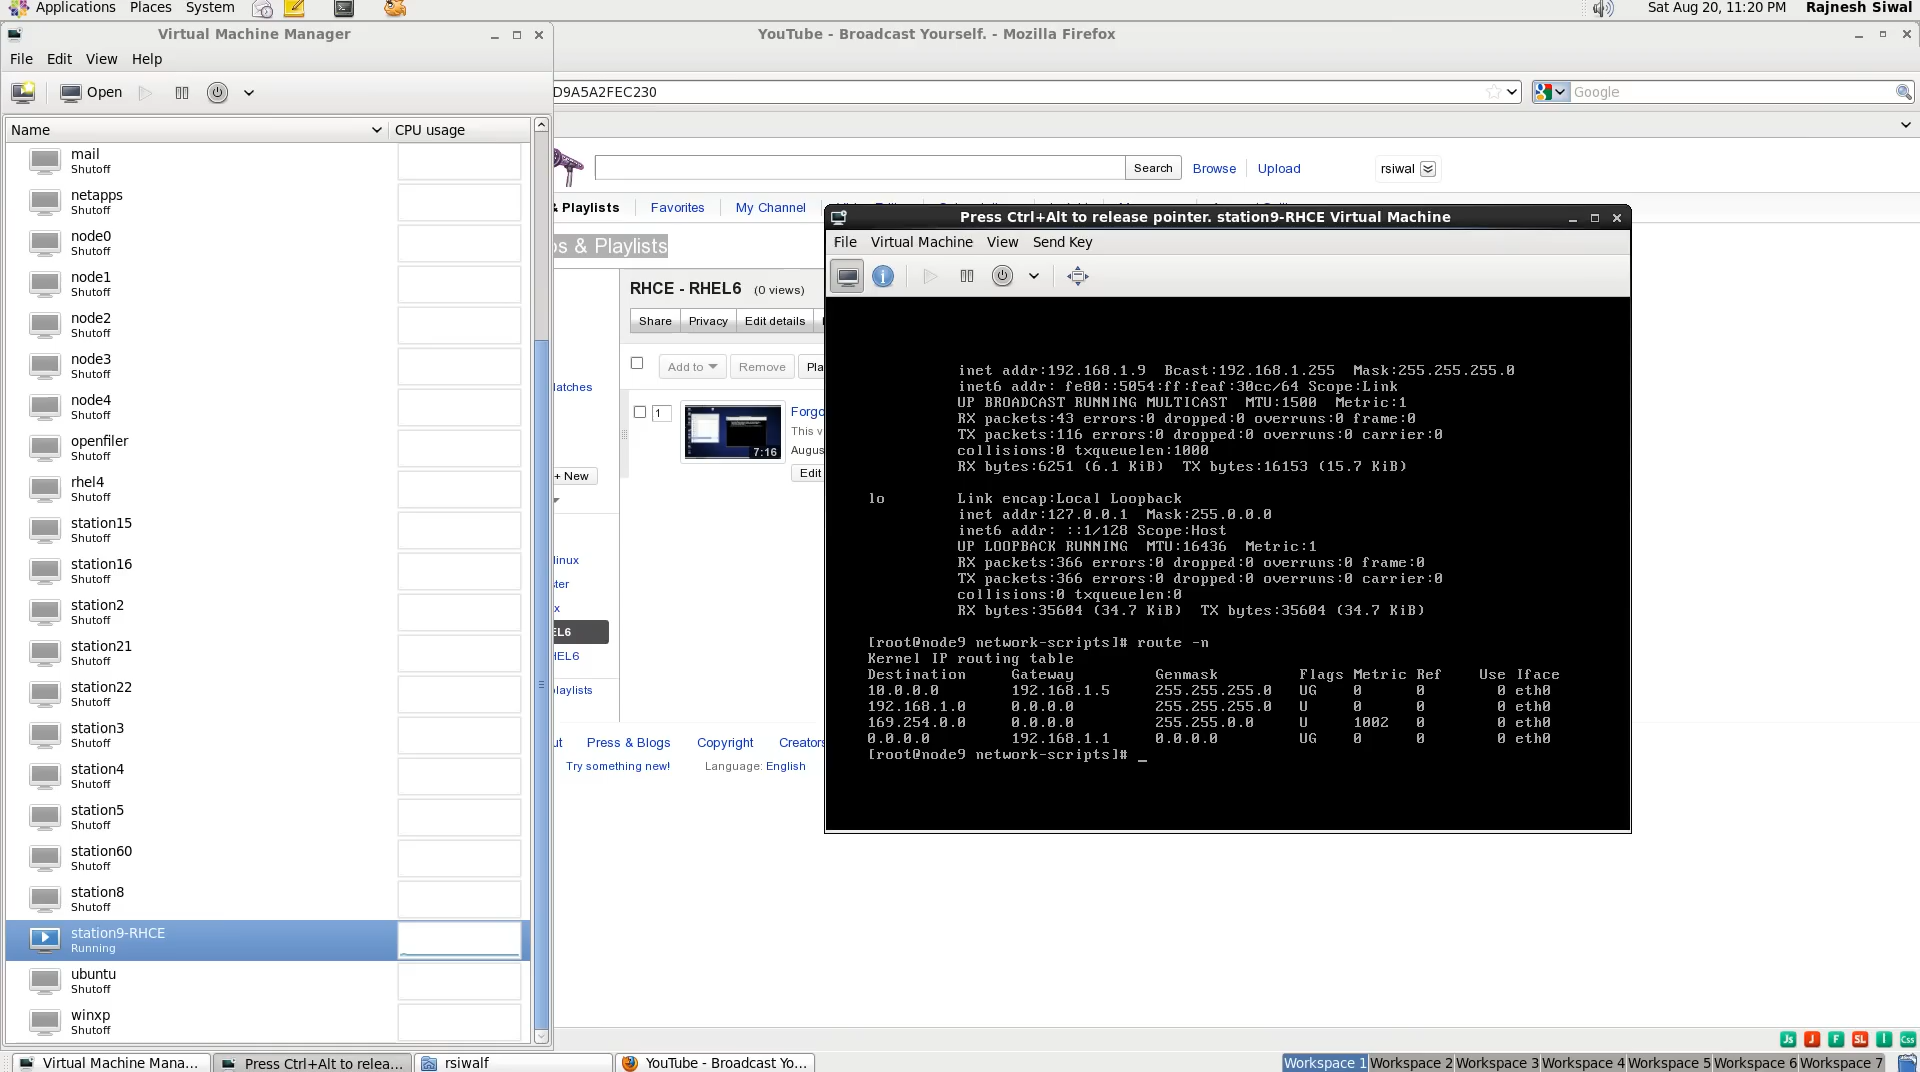 Applications Places System
Sat Aug 20, 11:20 PM Rajnesh Siwal
Virtual Machine Manager
File Edit View Help
Open
Name CPU usage
mail
Shutoff
netapps
Shutoff
node0
Shutoff
node1
Shutoff
node2
Shutoff
node3
Shutoff
node4
Shutoff
openfiler
Shutoff
rhel4
Shutoff
station15
Shutoff
station16
Shutoff
station2
Shutoff
station21
Shutoff
station22
Shutoff
station3
Shutoff
station4
Shutoff
station5
Shutoff
station60
Shutoff
station8
Shutoff
station9-RHCE
Running
ubuntu
Shutoff
winxp
Shutoff
YouTube - Broadcast Yourself. - Mozilla Firefox
D9A5A2FEC230
Google
Search Browse Upload rsiwal
& Playlists Favorites My Channel
os & Playlists
RHCE - RHEL6 (0 views)
Share Privacy Edit details
Add to Remove Pla
atches
1
Forgo
This v
Augus
7:16
Edit
+ New
linux
ter
x
EL6
HEL6
laylists
ut Press & Blogs Copyright Creators
Try something new! Language: English
Press Ctrl+Alt to release pointer. station9-RHCE Virtual Machine
File Virtual Machine View Send Key
inet addr:192.168.1.9 Bcast:192.168.1.255 Mask:255.255.255.0
inet6 addr: fe80::5054:ff:feaf:30cc/64 Scope:Link
UP BROADCAST RUNNING MULTICAST MTU:1500 Metric:1
RX packets:43 errors:0 dropped:0 overruns:0 frame:0
TX packets:116 errors:0 dropped:0 overruns:0 carrier:0
collisions:0 txqueuelen:1000
RX bytes:6251 (6.1 KiB) TX bytes:16153 (15.7 KiB)
lo Link encap:Local Loopback
inet addr:127.0.0.1 Mask:255.0.0.0
inet6 addr: ::1/128 Scope:Host
UP LOOPBACK RUNNING MTU:16436 Metric:1
RX packets:366 errors:0 dropped:0 overruns:0 frame:0
TX packets:366 errors:0 dropped:0 overruns:0 carrier:0
collisions:0 txqueuelen:0
RX bytes:35604 (34.7 KiB) TX bytes:35604 (34.7 KiB)
[root@node9 network-scripts]# route -n
Kernel IP routing table
Destination Gateway Genmask Flags Metric Ref Use Iface
10.0.0.0 192.168.1.5 255.255.255.0 UG 0 0 0 eth0
192.168.1.0 0.0.0.0 255.255.255.0 U 0 0 0 eth0
169.254.0.0 0.0.0.0 255.255.0.0 U 1002 0 0 eth0
0.0.0.0 192.168.1.1 0.0.0.0 UG 0 0 0 eth0
[root@node9 network-scripts]# _
Js J F SL I Css
Virtual Machine Mana... Press Ctrl+Alt to relea... rsiwalf YouTube - Broadcast Yo...
Workspace 1 Workspace 2 Workspace 3 Workspace 4 Workspace 5 Workspace 6 Workspace 7